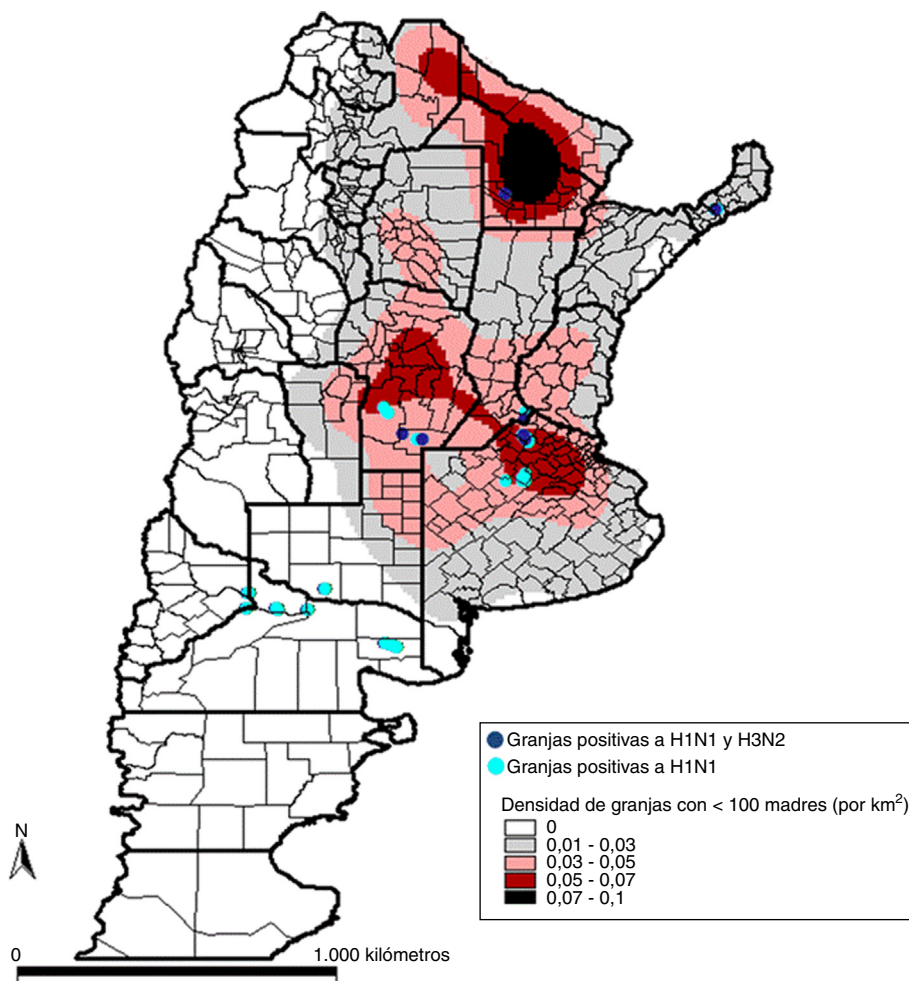 Granjas positivas a H1N1 y H3N2
Granjas positivas a H1N1
Densidad de granjas con < 100 madres (por km²)
0
0,01 - 0,03
0,03 - 0,05
0,05 - 0,07
0,07 - 0,1
N
0 1.000 kilómetros